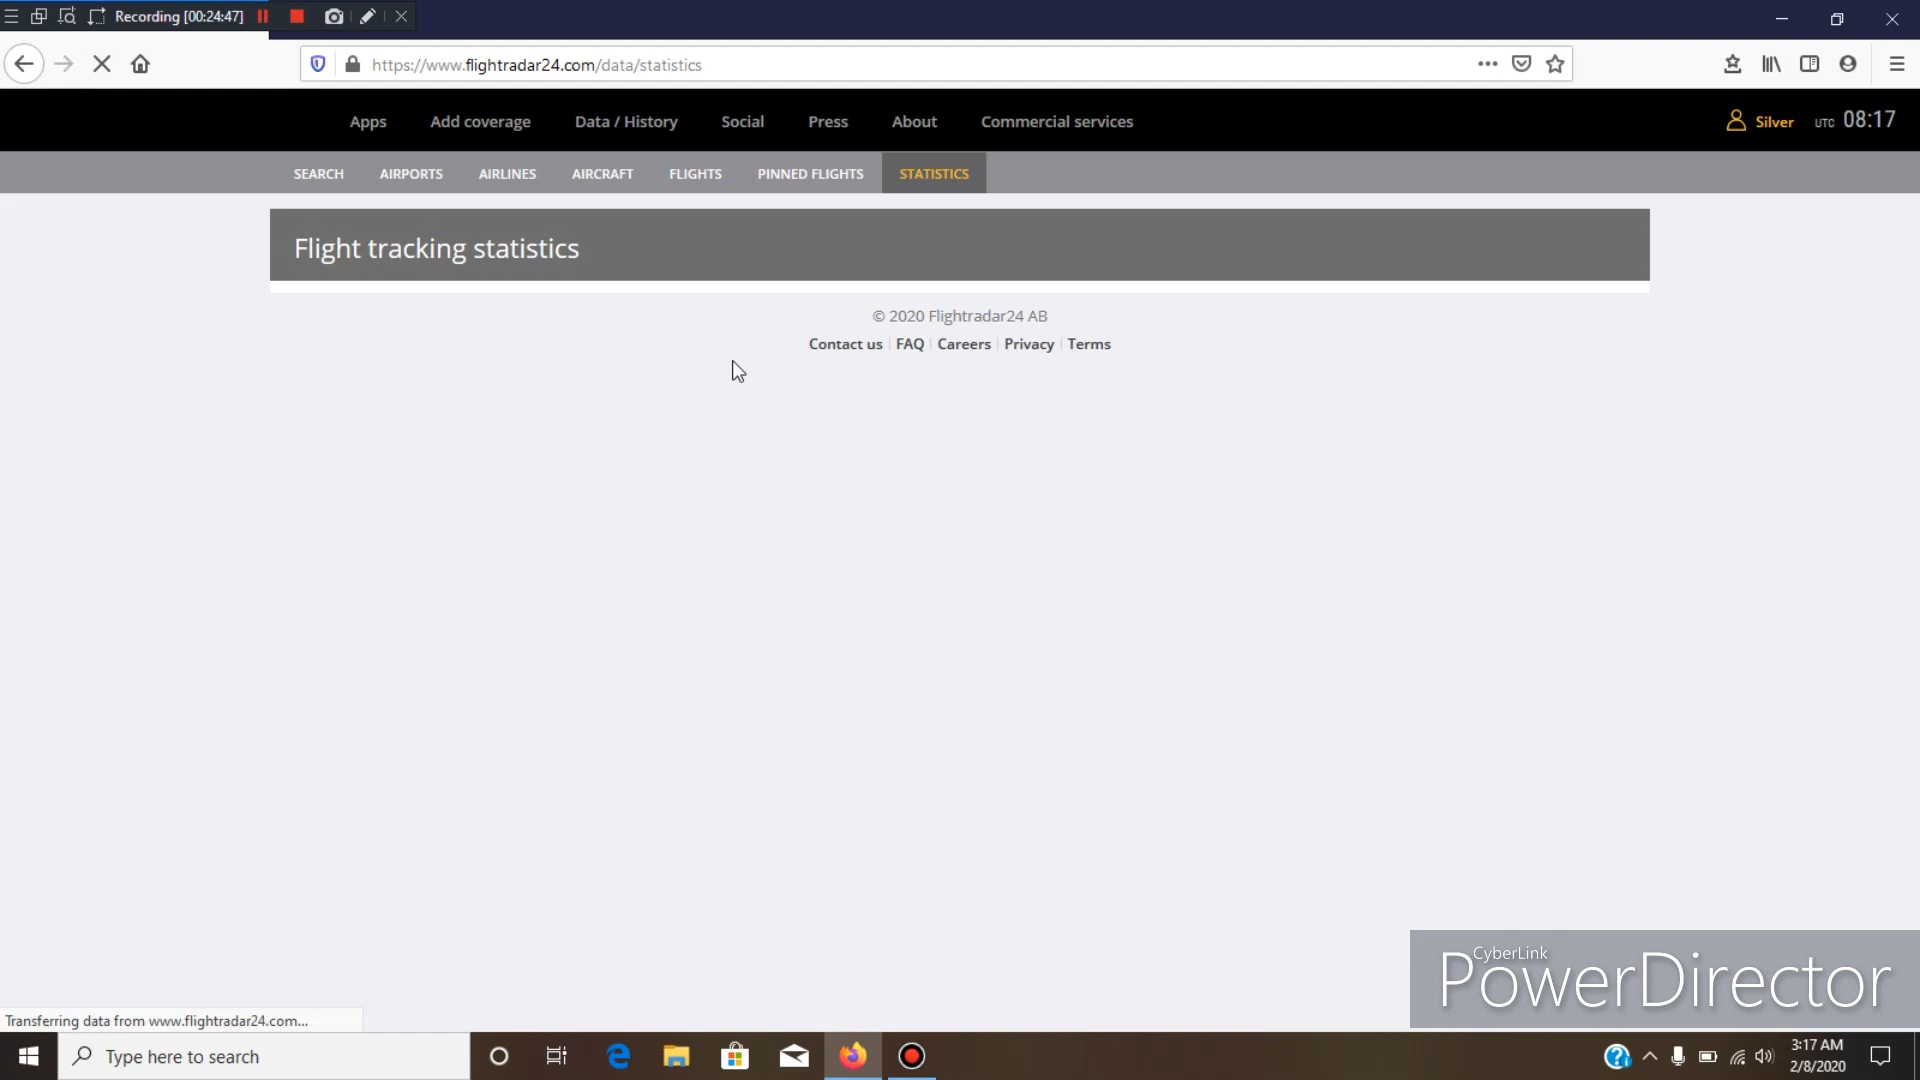 Recording [00:24:47]
https://www.flightradar24.com/data/statistics
Apps Add coverage Data / History Social Press About Commercial services Silver UTC 08:17
SEARCH AIRPORTS AIRLINES AIRCRAFT FLIGHTS PINNED FLIGHTS STATISTICS
Flight tracking statistics
© 2020 Flightradar24 AB
Contact us FAQ Careers Privacy Terms
CyberLink
PowerDirector
Transferring data from www.flightradar24.com...
Type here to search
3:17 AM
2/8/2020